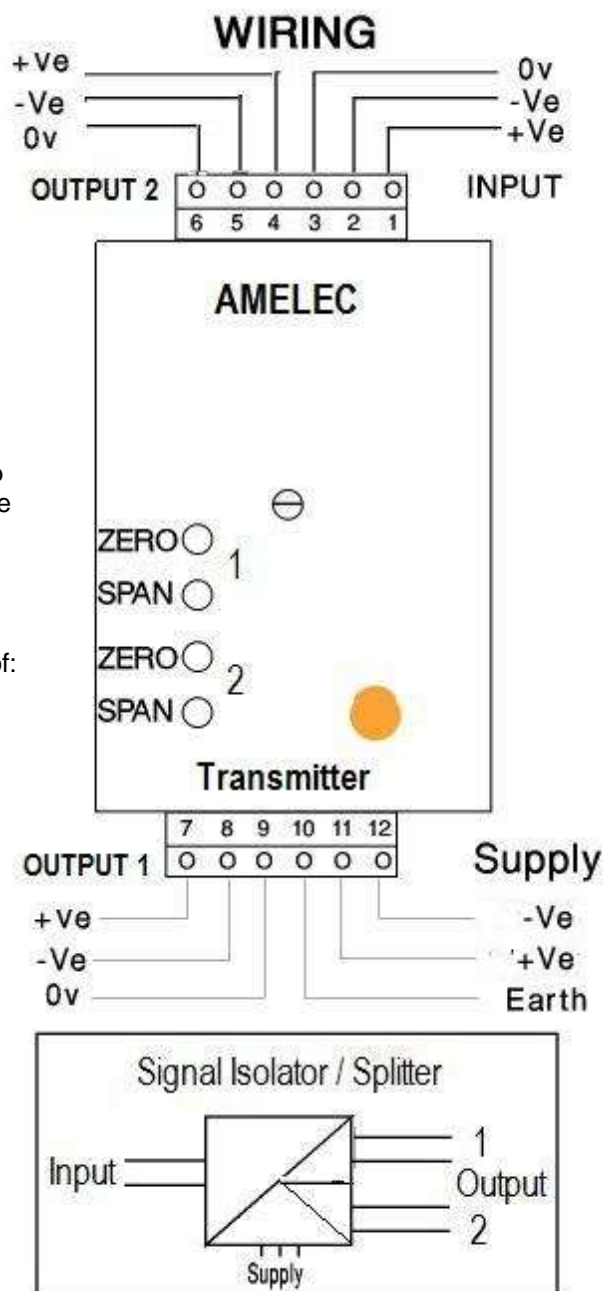 WIRING
+Ve 0v
-Ve -Ve
0v +Ve
OUTPUT 2 INPUT
6 5 4 3 2 1
AMELEC
ZERO
1
SPAN
of:
ZERO
2
SPAN
Transmitter
7 8 9 10 11 12
OUTPUT 1 Supply
+Ve -Ve
-Ve +Ve
0v Earth
Signal Isolator / Splitter
1
Input Output
2
Supply